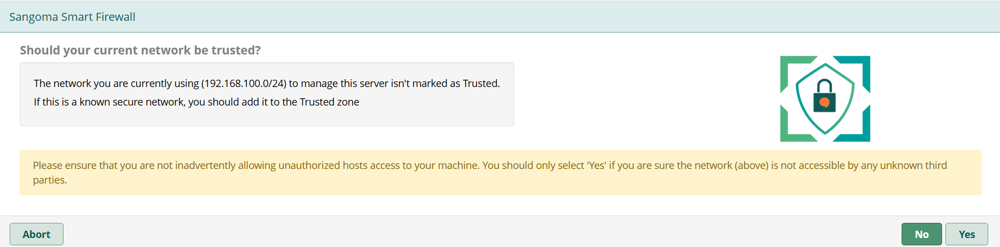 Sangoma Smart Firewall
Should your current network be trusted?
The network you are currently using (192.168.100.0/24) to manage this server isn't marked as Trusted.
If this is a known secure network, you should add it to the Trusted zone
Please ensure that you are not inadvertently allowing unauthorized hosts access to your machine. You should only select 'Yes' if you are sure the network (above) is not accessible by any unknown third
parties.
Abort
No
Yes